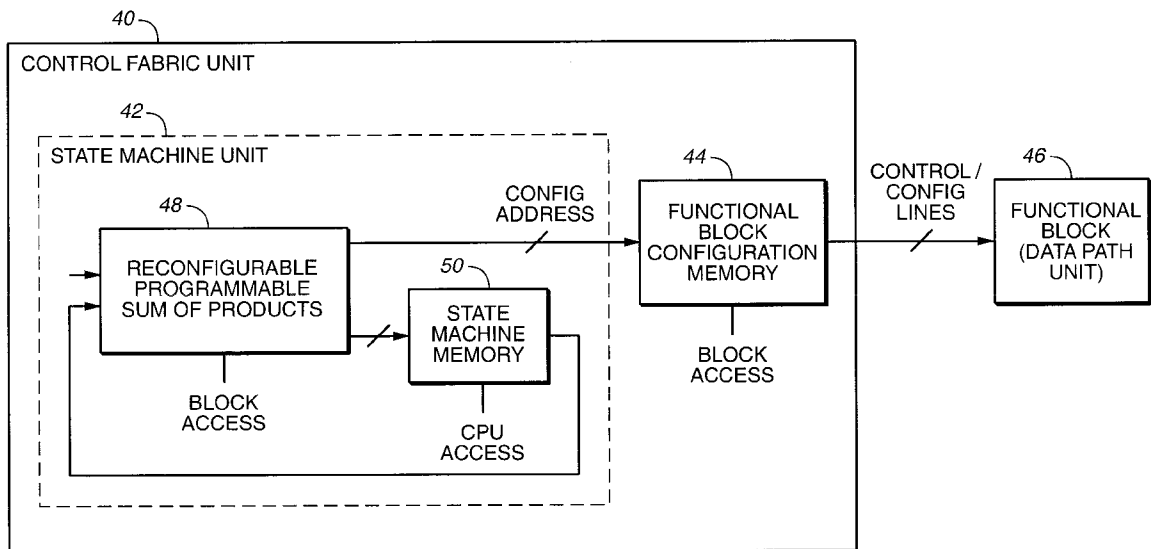 40
CONTROL FABRIC UNIT
42
STATE MACHINE UNIT
48
RECONFIGURABLE
PROGRAMMABLE
SUM OF PRODUCTS
BLOCK
ACCESS
CONFIG
ADDRESS
50
STATE
MACHINE
MEMORY
CPU
ACCESS
44
FUNCTIONAL
BLOCK
CONFIGURATION
MEMORY
BLOCK
ACCESS
CONTROL /
CONFIG
LINES
46
FUNCTIONAL
BLOCK
(DATA PATH
UNIT)